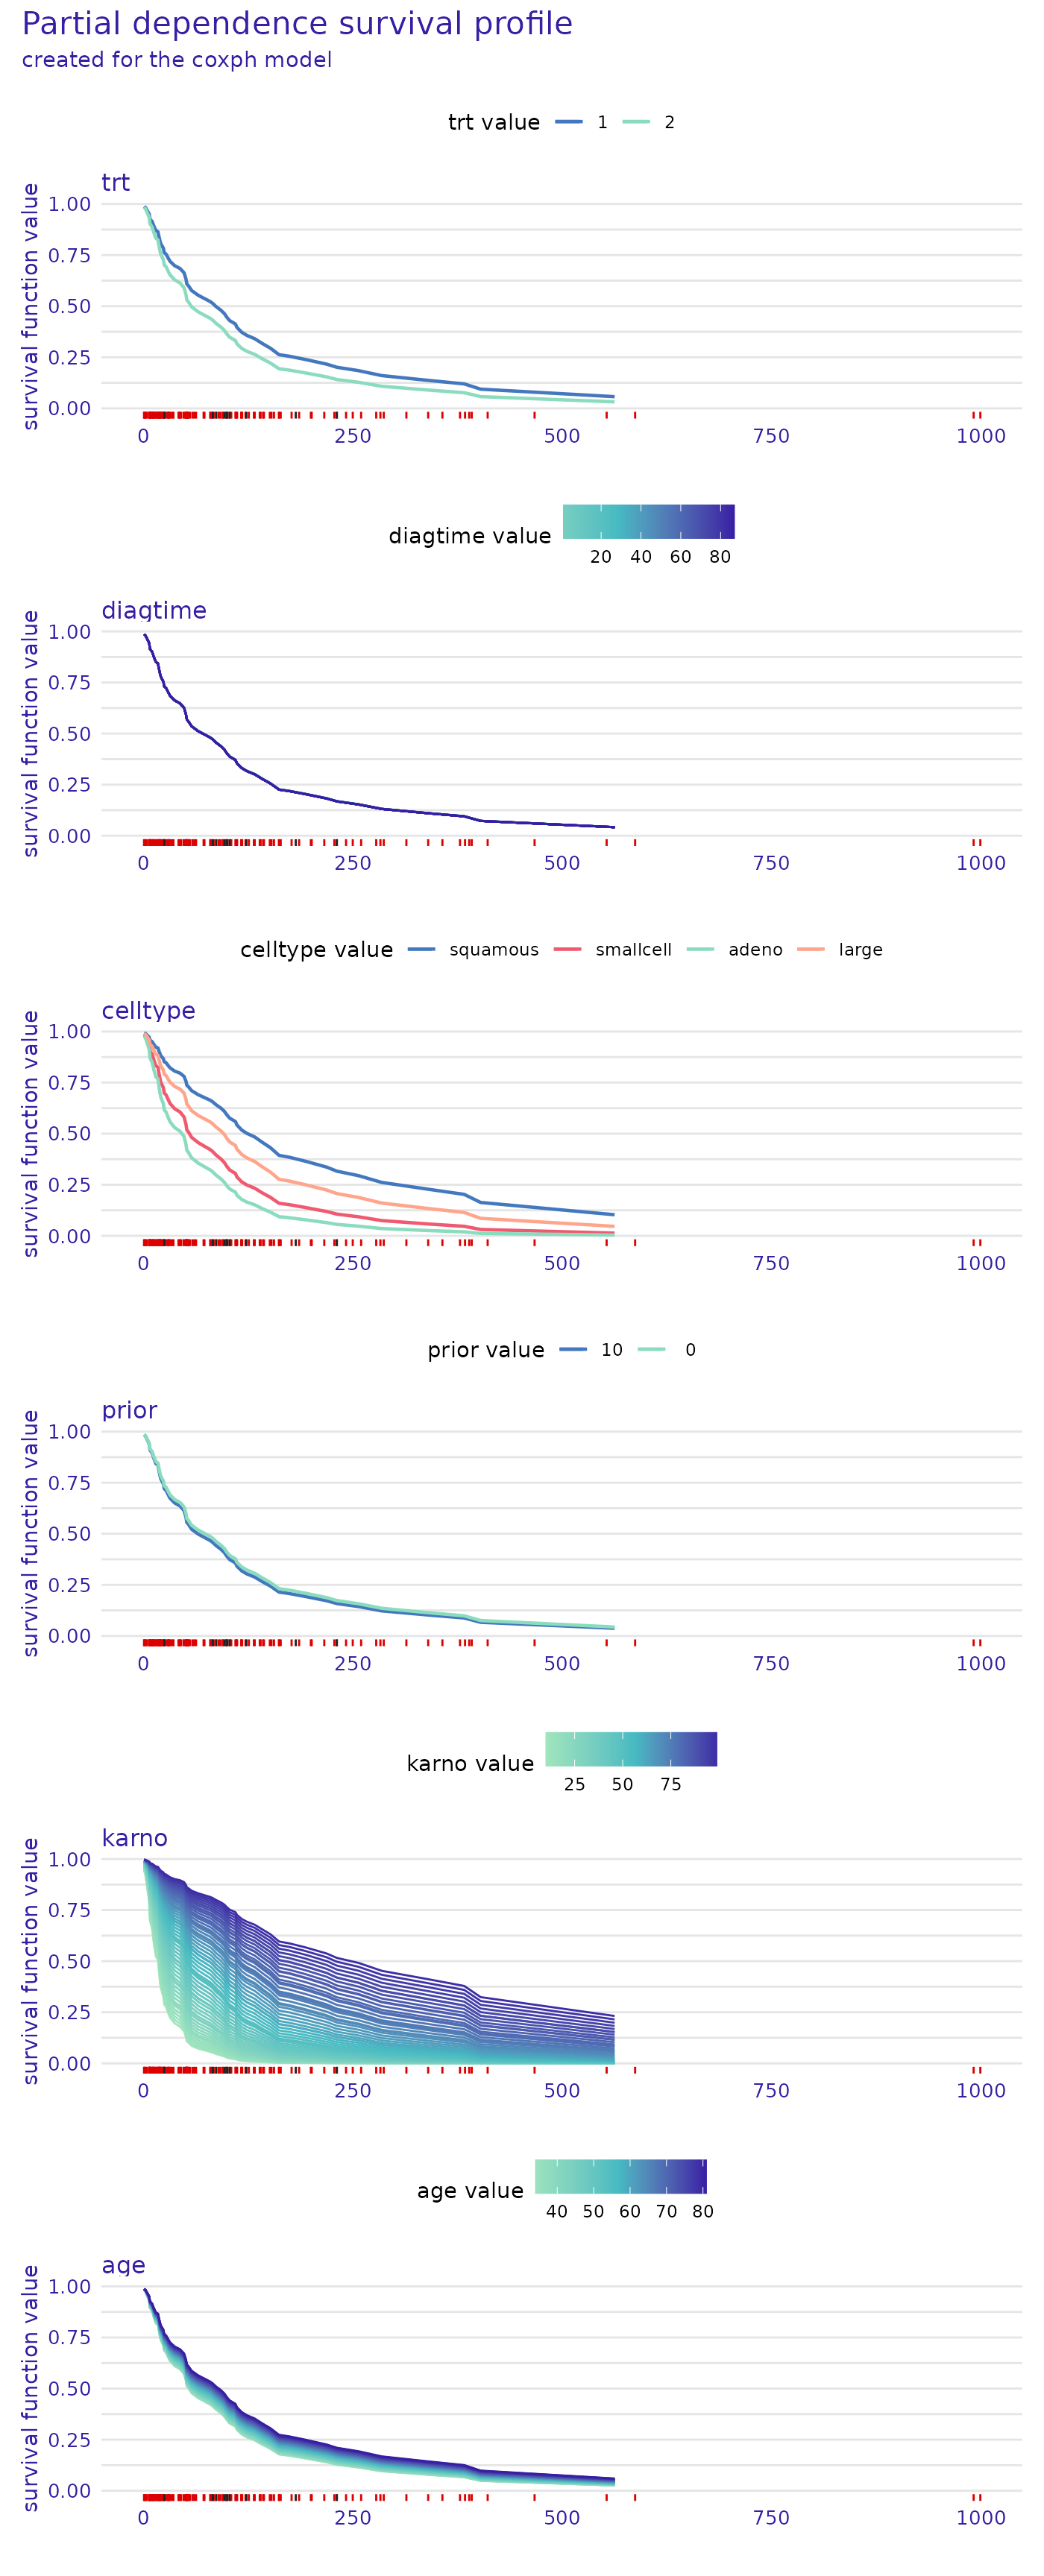 Partial dependence survival profile
created for the coxph model
trt value 1 2
trt
survival function value
1.00
0.75
0.50
0.25
0.00
0 250 500 750 1000
diagtime value
20 40 60 80
diagtime
survival function value
1.00
0.75
0.50
0.25
0.00
0 250 500 750 1000
celltype value squamous smallcell adeno large
celltype
survival function value
1.00
0.75
0.50
0.25
0.00
0 250 500 750 1000
prior value 10 0
prior
survival function value
1.00
0.75
0.50
0.25
0.00
0 250 500 750 1000
karno value
25 50 75
karno
survival function value
1.00
0.75
0.50
0.25
0.00
0 250 500 750 1000
age value
40 50 60 70 80
age
survival function value
1.00
0.75
0.50
0.25
0.00
0 250 500 750 1000